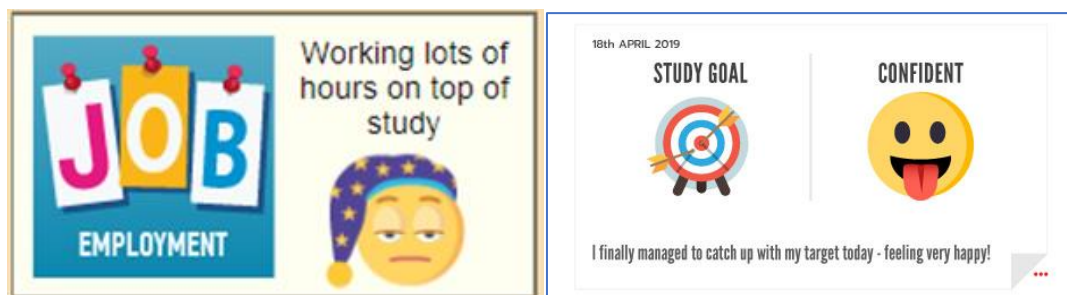 JOB
EMPLOYMENT
Working lots of
hours on top of
study
18th APRIL 2019
STUDY GOAL
CONFIDENT
I finally managed to catch up with my target today - feeling very happy!